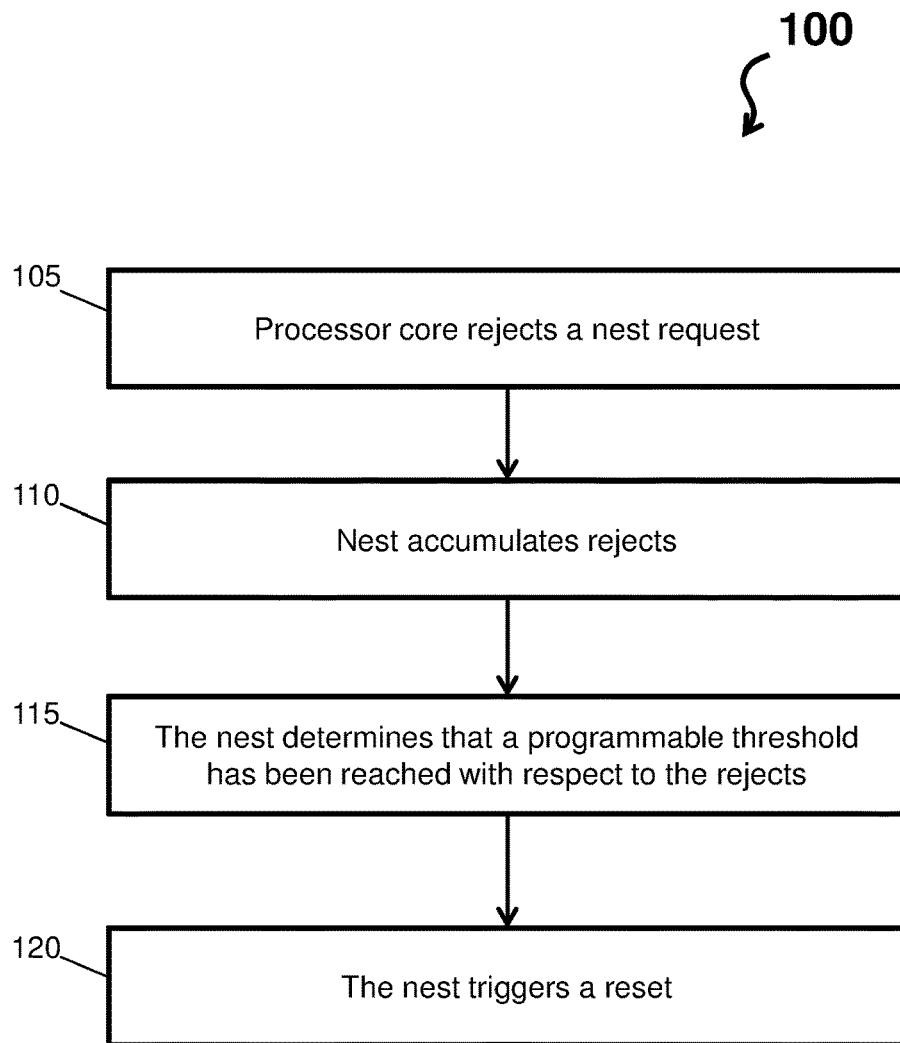 100
105
Processor core rejects a nest request
110
Nest accumulates rejects
115
The nest determines that a programmable threshold
has been reached with respect to the rejects
120
The nest triggers a reset